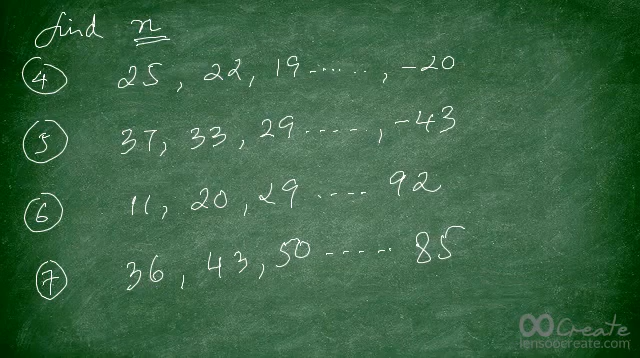 find n
4 25, 22, 19......, -20
5 37, 33, 29....., -43
6 11, 20, 29.... 92
7 36, 43, 50..... 85
Create
lensoocreate.com